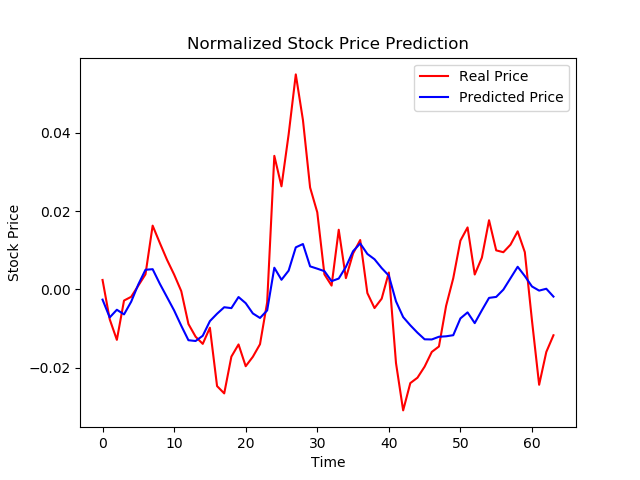 Normalized Stock Price Prediction
Real Price
Predicted Price
Stock Price
0.04
0.02
0.00
−0.02
0 10 20 30 40 50 60
Time